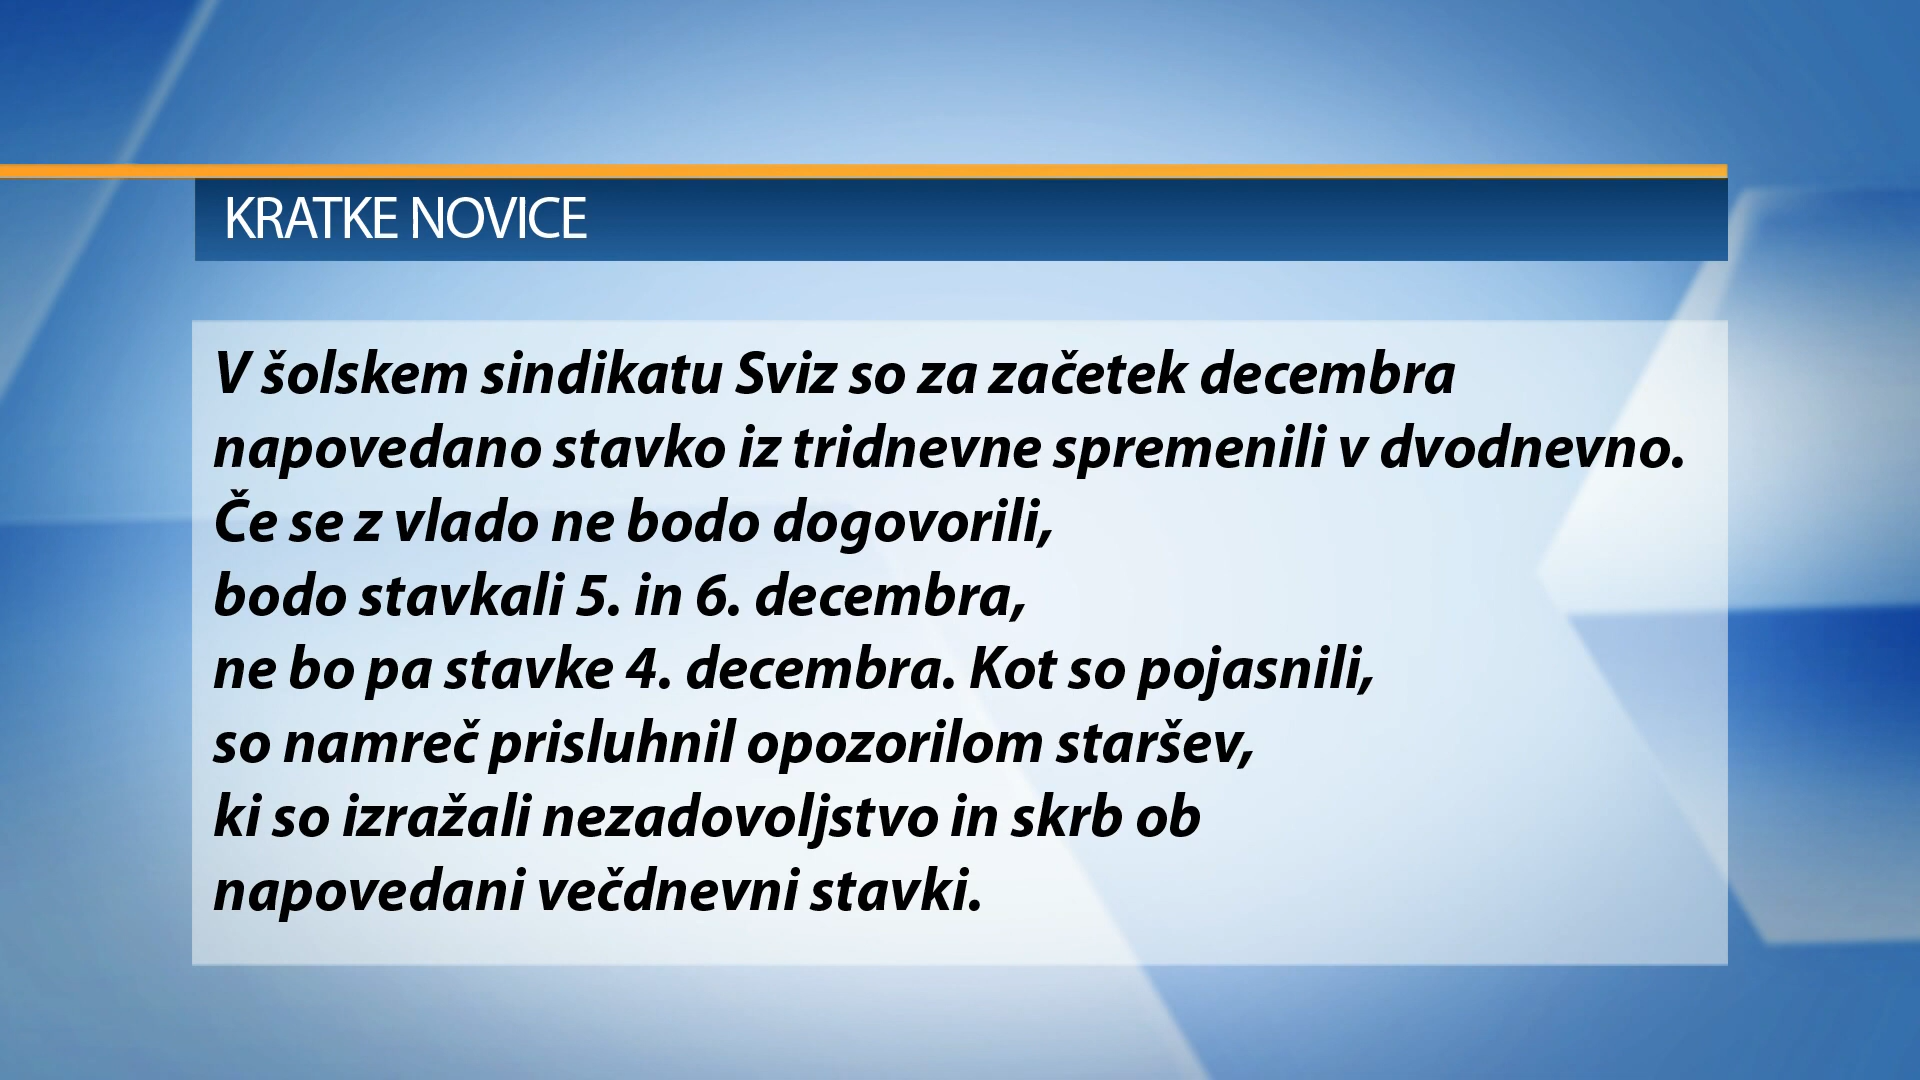 KRATKE NOVICE
V šolskem sindikatu Sviz so za začetek decembra
napovedano stavko iz tridnevne spremenili v dvodnevno.
Če se z vlado ne bodo dogovorili,
bodo stavkali 5. in 6. decembra,
ne bo pa stavke 4. decembra. Kot so pojasnili,
so namreč prisluhnil opozorilom staršev,
ki so izražali nezadovoljstvo in skrb ob
napovedani večdnevni stavki.